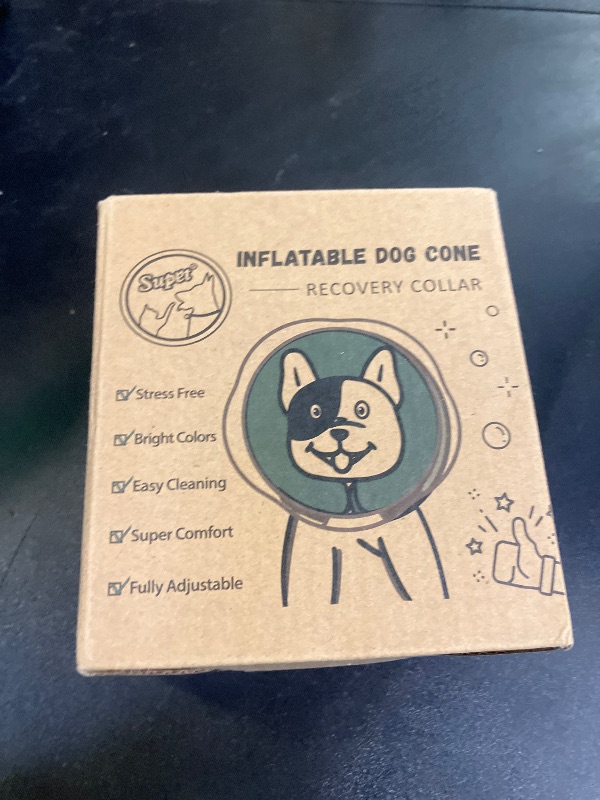 Super
INFLATABLE DOG CONE
RECOVERY COLLAR
Stress Free
Bright Colors
Easy Cleaning
Super Comfort
Fully Adjustable